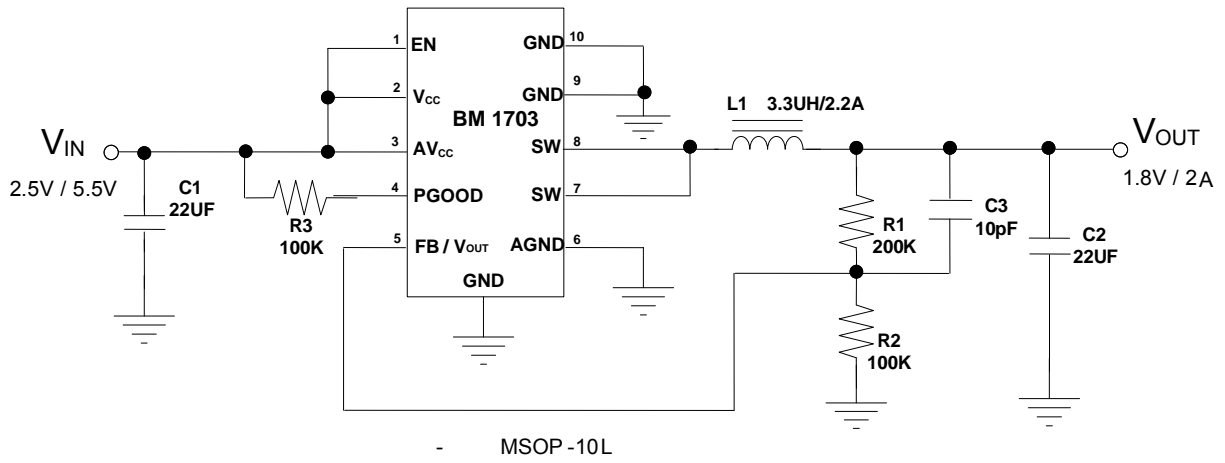 1 EN
GND 10
2 Vcc
GND 9
BM 1703
L1 3.3UH/2.2A
VIN
3 AVcc
SW 8
VOUT
2.5V / 5.5V
1.8V / 2A
C1
22UF
4 PGOOD
SW 7
R3
100K
R1
200K
C3
10pF
C2
22UF
5 FB / VOUT
AGND 6
GND
R2
100K
- MSOP -10L